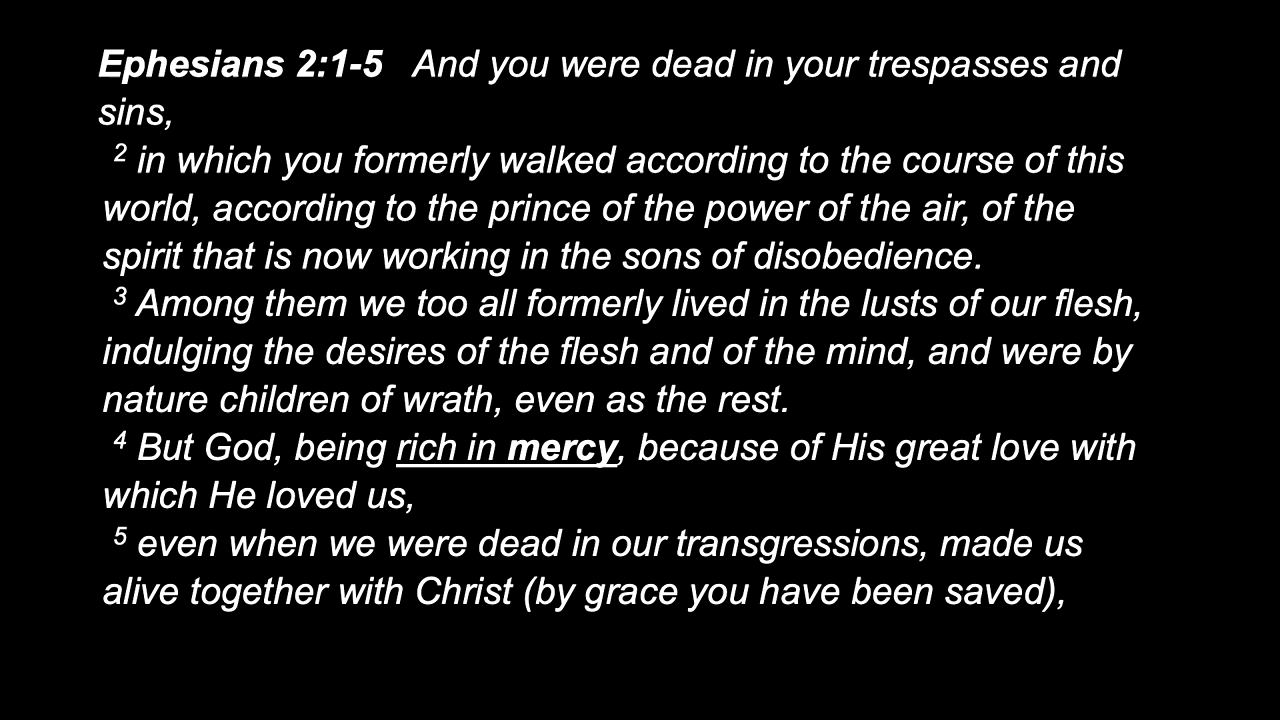 Ephesians 2:1-5 And you were dead in your trespasses and
sins,
2 in which you formerly walked according to the course of this
world, according to the prince of the power of the air, of the
spirit that is now working in the sons of disobedience.
3 Among them we too all formerly lived in the lusts of our flesh,
indulging the desires of the flesh and of the mind, and were by
nature children of wrath, even as the rest.
4 But God, being rich in mercy, because of His great love with
which He loved us,
5 even when we were dead in our transgressions, made us
alive together with Christ (by grace you have been saved),